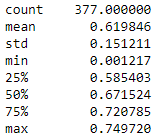 count    377.000000
mean       0.619846
std        0.151211
min        0.001217
25%        0.585403
50%        0.671524
75%        0.720785
max        0.749720